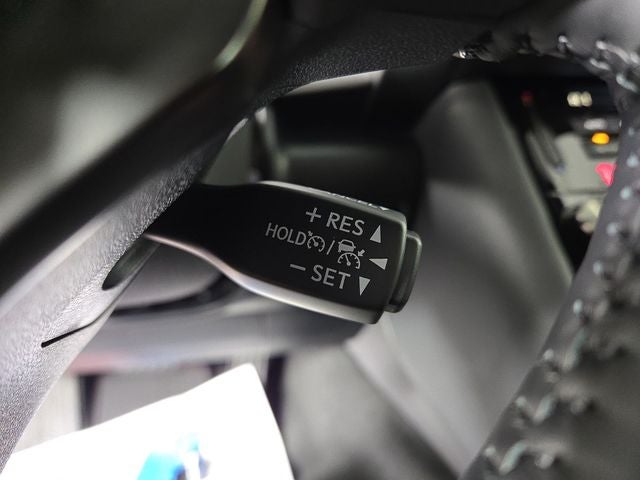 + RES
HOLD /
− SET